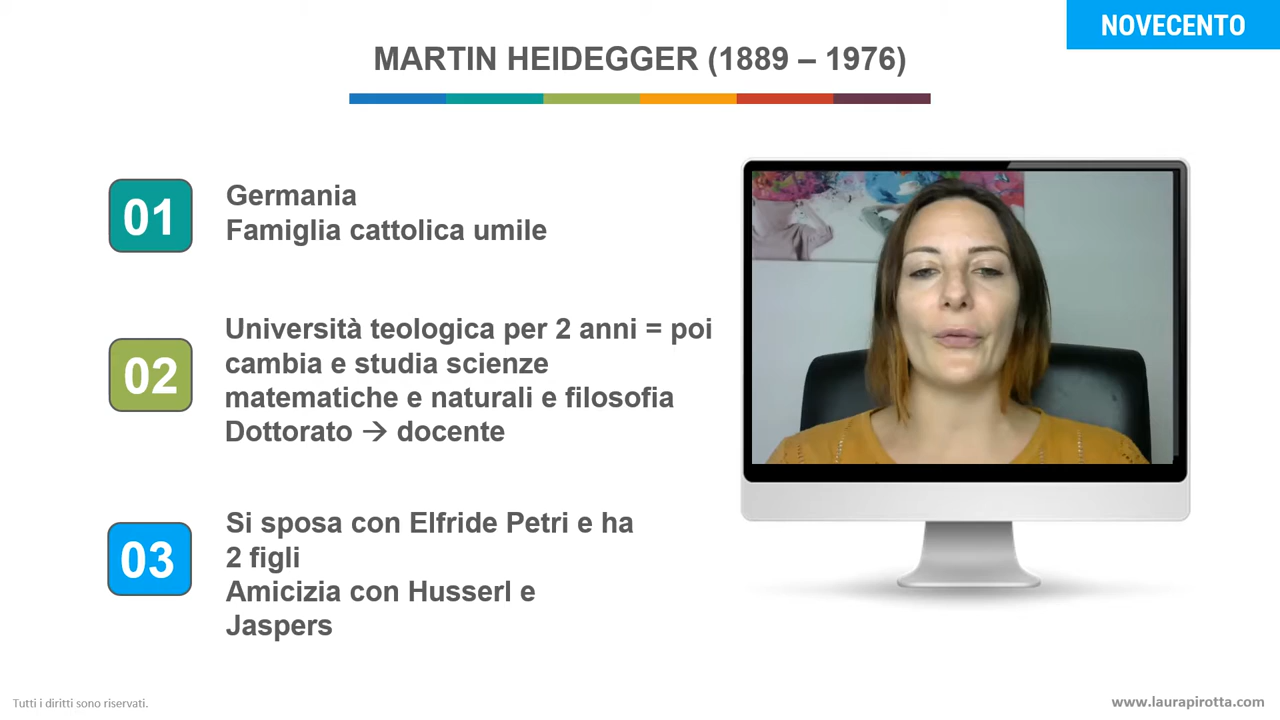 NOVECENTO
MARTIN HEIDEGGER (1889 – 1976)
01
Germania
Famiglia cattolica umile
02
Università teologica per 2 anni = poi
cambia e studia scienze
matematiche e naturali e filosofia
Dottorato → docente
03
Si sposa con Elfride Petri e ha
2 figli
Amicizia con Husserl e
Jaspers
Tutti i diritti sono riservati.
www.laurapirotta.com